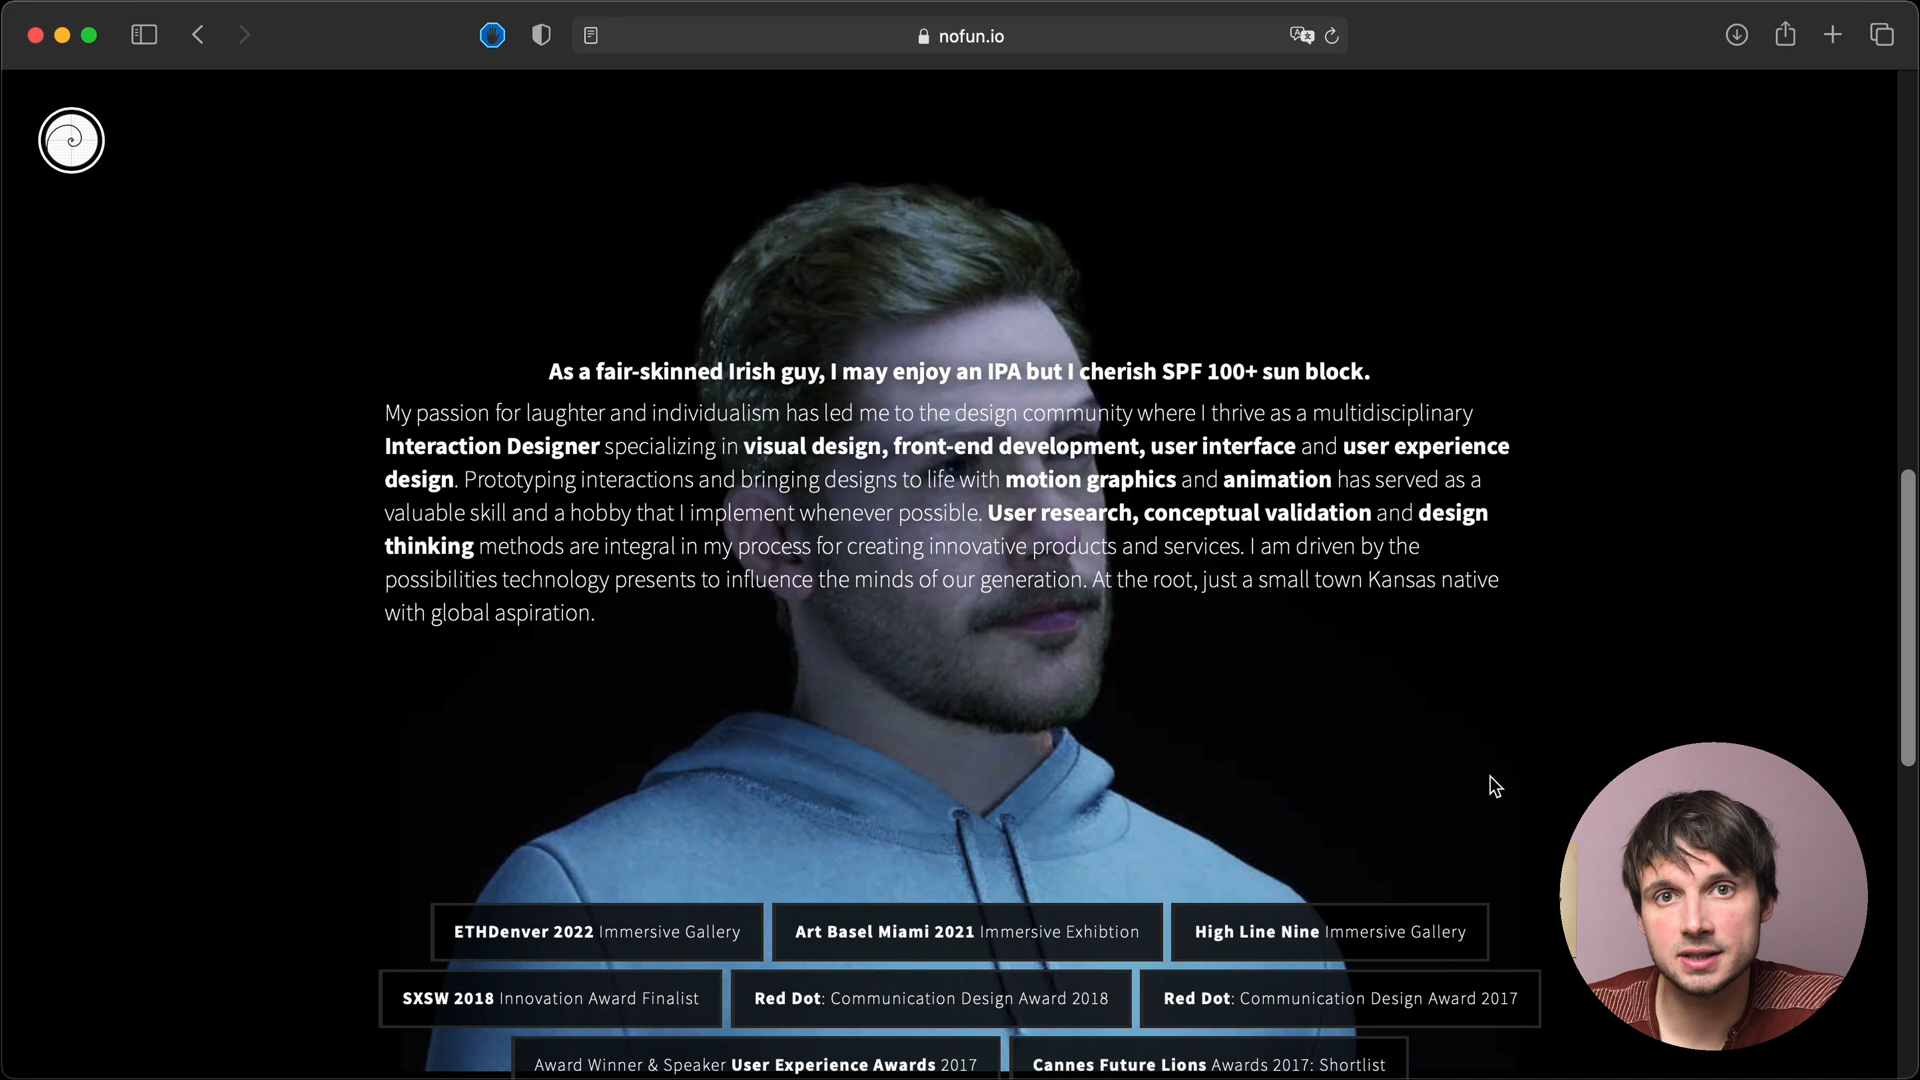 nofun.io
As a fair-skinned Irish guy, I may enjoy an IPA but I cherish SPF 100+ sun block.
My passion for laughter and individualism has led me to the design community where I thrive as a multidisciplinary
Interaction Designer specializing in visual design, front-end development, user interface and user experience
design. Prototyping interactions and bringing designs to life with motion graphics and animation has served as a
valuable skill and a hobby that I implement whenever possible. User research, conceptual validation and design
thinking methods are integral in my process for creating innovative products and services. I am driven by the
possibilities technology presents to influence the minds of our generation. At the root, just a small town Kansas native
with global aspiration.
ETHDenver 2022 Immersive Gallery
Art Basel Miami 2021 Immersive Exhibtion
High Line Nine Immersive Gallery
SXSW 2018 Innovation Award Finalist
Red Dot: Communication Design Award 2018
Red Dot: Communication Design Award 2017
Award Winner & Speaker User Experience Awards 2017
Cannes Future Lions Awards 2017: Shortlist